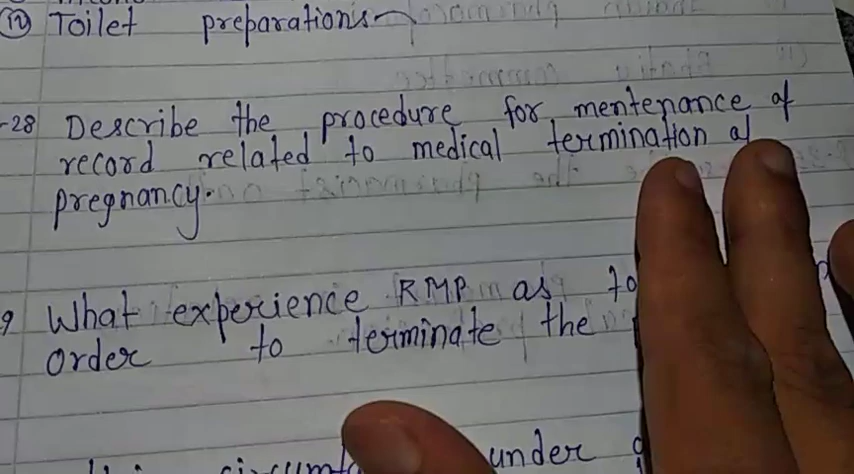 12 Toilet preparations
-28 Describe the procedure for mentenance of
record related to medical termination of
pregnancy.
9 What experience RMP as to
order to terminate the
under